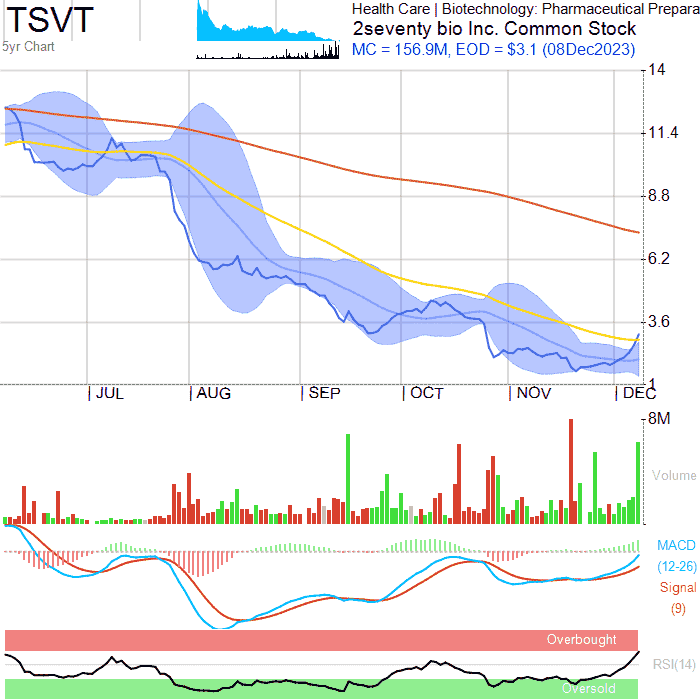 TSVT
5yr Chart
Health Care | Biotechnology: Pharmaceutical Prepara
2seventy bio Inc. Common Stock
MC = 156.9M, EOD = $3.1 (08Dec2023)
14
11.4
8.8
6.2
3.6
1
JUL AUG SEP OCT NOV DEC
8M
Volume
MACD
(12-26)
Signal
(9)
Overbought
RSI(14)
Oversold